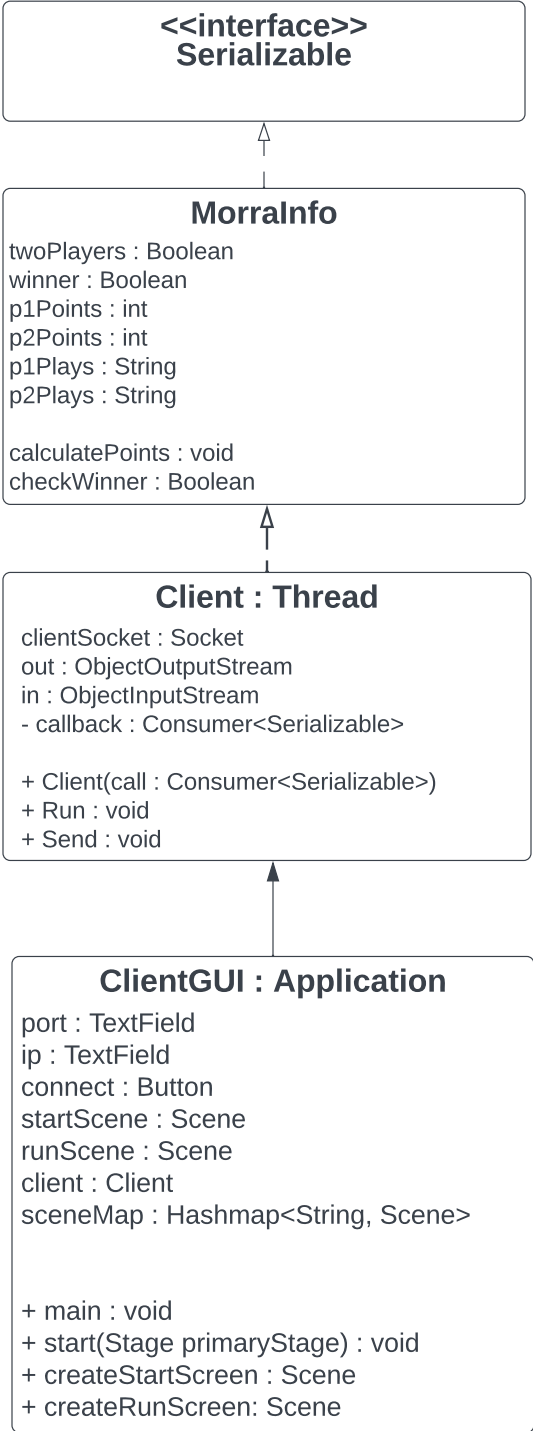 <<interface>>
Serializable
MorraInfo
twoPlayers : Boolean
winner : Boolean
p1Points : int
p2Points : int
p1Plays : String
p2Plays : String
calculatePoints : void
checkWinner : Boolean
Client : Thread
clientSocket : Socket
out : ObjectOutputStream
in : ObjectInputStream
- callback : Consumer<Serializable>
+ Client(call : Consumer<Serializable>)
+ Run : void
+ Send : void
ClientGUI : Application
port : TextField
ip : TextField
connect : Button
startScene : Scene
runScene : Scene
client : Client
sceneMap : Hashmap<String, Scene>
+ main : void
+ start(Stage primaryStage) : void
+ createStartScreen : Scene
+ createRunScreen: Scene